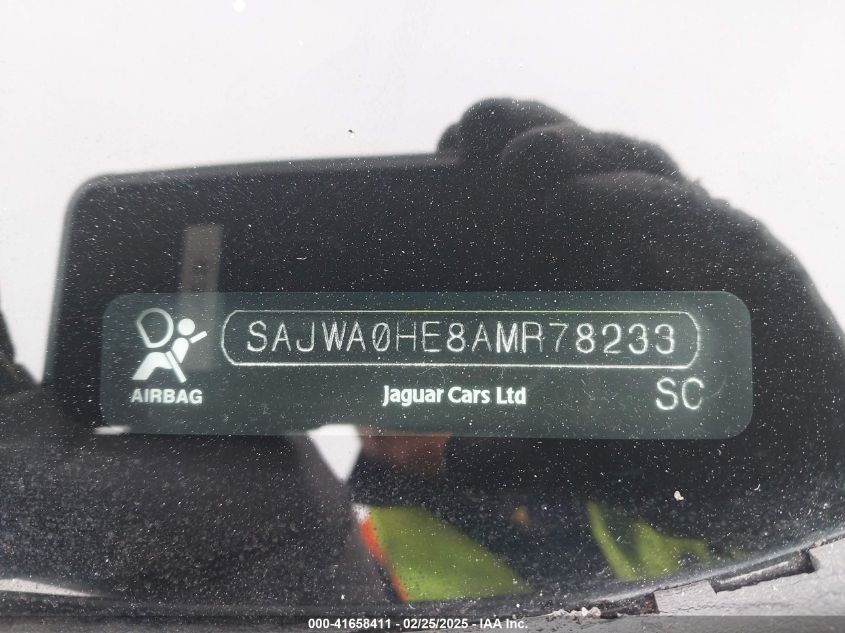 SAJWA0HE8AMR78233
AIRBAG
Jaguar Cars Ltd
SC
000-41658411 - 02/25/2025 - IAA Inc.